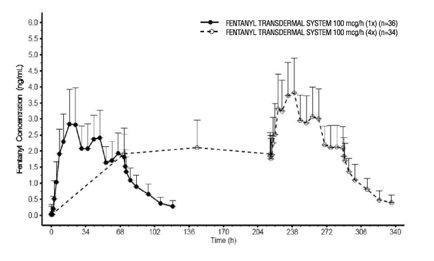 FENTANYL TRANSDERMAL SYSTEM 100 mcg/h (1x) (n=36)
FENTANYL TRANSDERMAL SYSTEM 100 mcg/h (4x) (n=34)
Fentanyl Concentration (ng/mL)
6.0
5.5
5.0
4.5
4.0
3.5
3.0
2.5
2.0
1.5
1.0
0.5
0.0
0 34 68 102 136 170 204 238 272 306 340
Time (h)